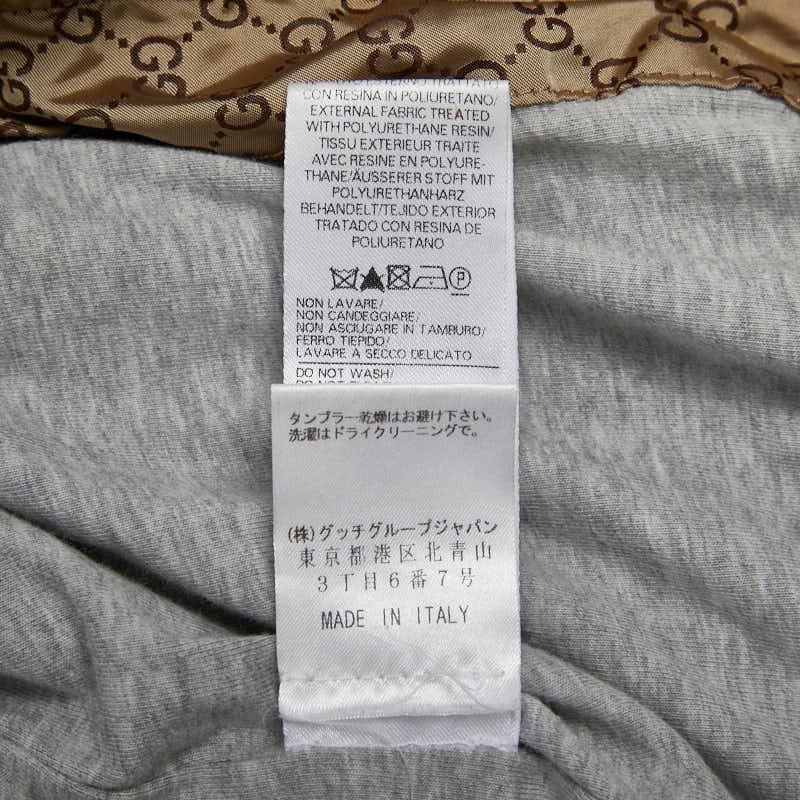 CON RESINA IN POLIURETANO/
EXTERNAL FABRIC TREATED
WITH POLYURETHANE RESIN/
TISSU EXTERIEUR TRAITE
AVEC RESINE EN POLYURE-
THANE/ÄUSSERER STOFF MIT
POLYURETHANHARZ
BEHANDELT/TEJIDO EXTERIOR
TRATADO CON RESINA DE
POLIURETANO
P
NON LAVARE/
NON CANDEGGIARE/
NON ASCIUGARE IN TAMBURO/
FERRO TIEPIDO/
LAVARE A SECCO DELICATO
DO NOT WASH/
タンブラー乾燥はお避け下さい。
洗濯はドライクリーニングで。
(株)グッチグループジャパン
東京都港区北青山
3丁目6番7号
MADE IN ITALY